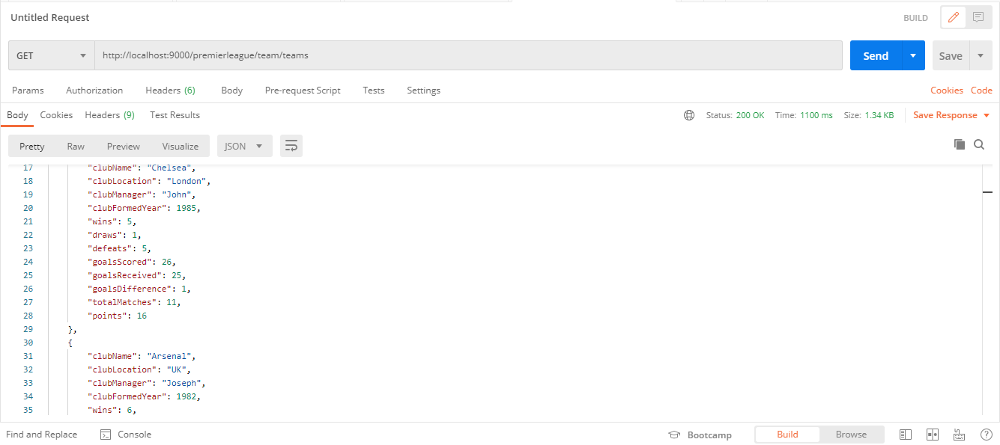 Untitled Request BUILD
GET http://localhost:9000/premierleague/team/teams Send Save
Params Authorization Headers (6) Body Pre-request Script Tests Settings Cookies Code
Body Cookies Headers (9) Test Results Status: 200 OK Time: 1100 ms Size: 1.34 KB Save Response
Pretty Raw Preview Visualize JSON
17 "clubName": "Chelsea",
18 "clubLocation": "London",
19 "clubManager": "John",
20 "clubFormedYear": 1985,
21 "wins": 5,
22 "draws": 1,
23 "defeats": 5,
24 "goalsScored": 26,
25 "goalsReceived": 25,
26 "goalsDifference": 1,
27 "totalMatches": 11,
28 "points": 16
29 },
30 {
31 "clubName": "Arsenal",
32 "clubLocation": "UK",
33 "clubManager": "Joseph",
34 "clubFormedYear": 1982,
35 "wins": 6,
Find and Replace Console Bootcamp Build Browse